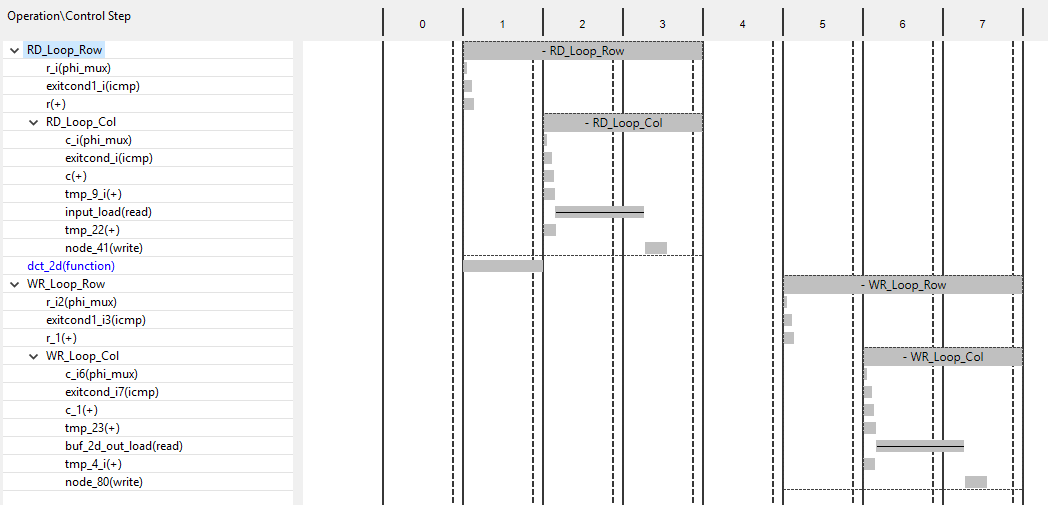 Operation\Control Step 0 1 2 3 4 5 6 7
RD_Loop_Row - RD_Loop_Row
r_i(phi_mux)
exitcond1_i(icmp)
r(+)
RD_Loop_Col - RD_Loop_Col
c_i(phi_mux)
exitcond_i(icmp)
c(+)
tmp_9_i(+)
input_load(read)
tmp_22(+)
node_41(write)
dct_2d(function)
WR_Loop_Row - WR_Loop_Row
r_i2(phi_mux)
exitcond1_i3(icmp)
r_1(+)
WR_Loop_Col - WR_Loop_Col
c_i6(phi_mux)
exitcond_i7(icmp)
c_1(+)
tmp_23(+)
buf_2d_out_load(read)
tmp_4_i(+)
node_80(write)